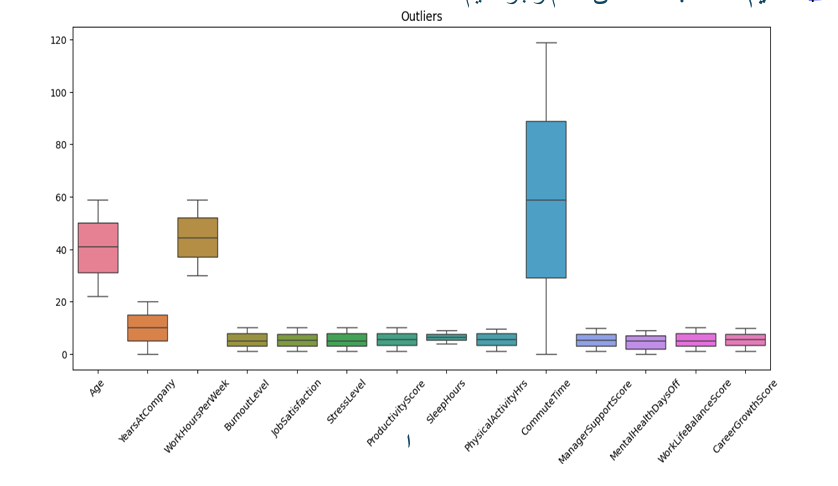 Outliers
120
100
80
60
40
20
0
Age
YearsAtCompany
WorkHoursPerWeek
BurnoutLevel
JobSatisfaction
StressLevel
ProductivityScore
SleepHours
PhysicalActivityHrs
CommuteTime
ManagerSupportScore
MentalHealthDaysOff
WorkLifeBalanceScore
CareerGrowthScore